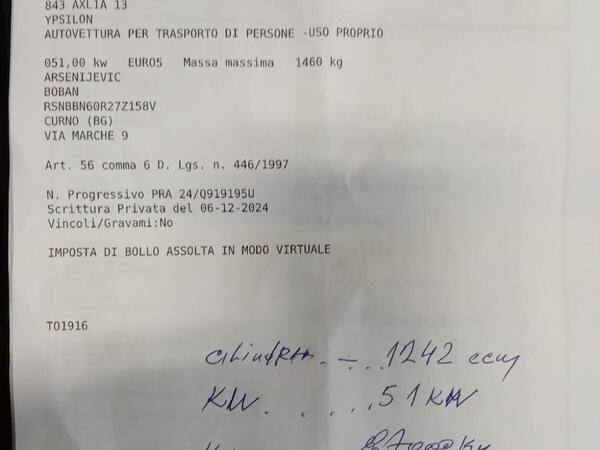 843 AXL1A 13
YPSILON
AUTOVETTURA PER TRASPORTO DI PERSONE -USO PROPRIO
051,00 kw EURO5 Massa massima 1460 kg
ARSENIJEVIC
BOBAN
RSNBBN60R27Z158V
CURNO (BG)
VIA MARCHE 9
Art. 56 comma 6 D. Lgs. n. 446/1997
N. Progressivo PRA 24/Q919195U
Scrittura Privata del 06-12-2024
Vincoli/Gravami:No
IMPOSTA DI BOLLO ASSOLTA IN MODO VIRTUALE
TO1916
1242
KW. . . . . . 51 KW